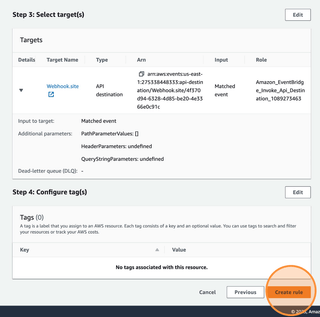 Step 3: Select target(s)
Edit
Targets
Details Target Name Type Arn Input Role
Webhook.site API destination arn:aws:events:us-east-1:275338448333:api-destination/Webhook.site/4f370d94-6328-4d85-be20-4e3366e0c91c Matched event Amazon_EventBridge_Invoke_Api_Destination_1089273463
Input to target: Matched event
Additional parameters: PathParameterValues: []
HeaderParameters: undefined
QueryStringParameters: undefined
Dead-letter queue (DLQ): -
Step 4: Configure tag(s)
Edit
Tags (0)
A tag is a label that you assign to an AWS resource. Each tag consists of a key and an optional value. You can use tags to search and filter
your resources or track your AWS costs.
Key Value
No tags associated with this resource.
Cancel Previous Create rule